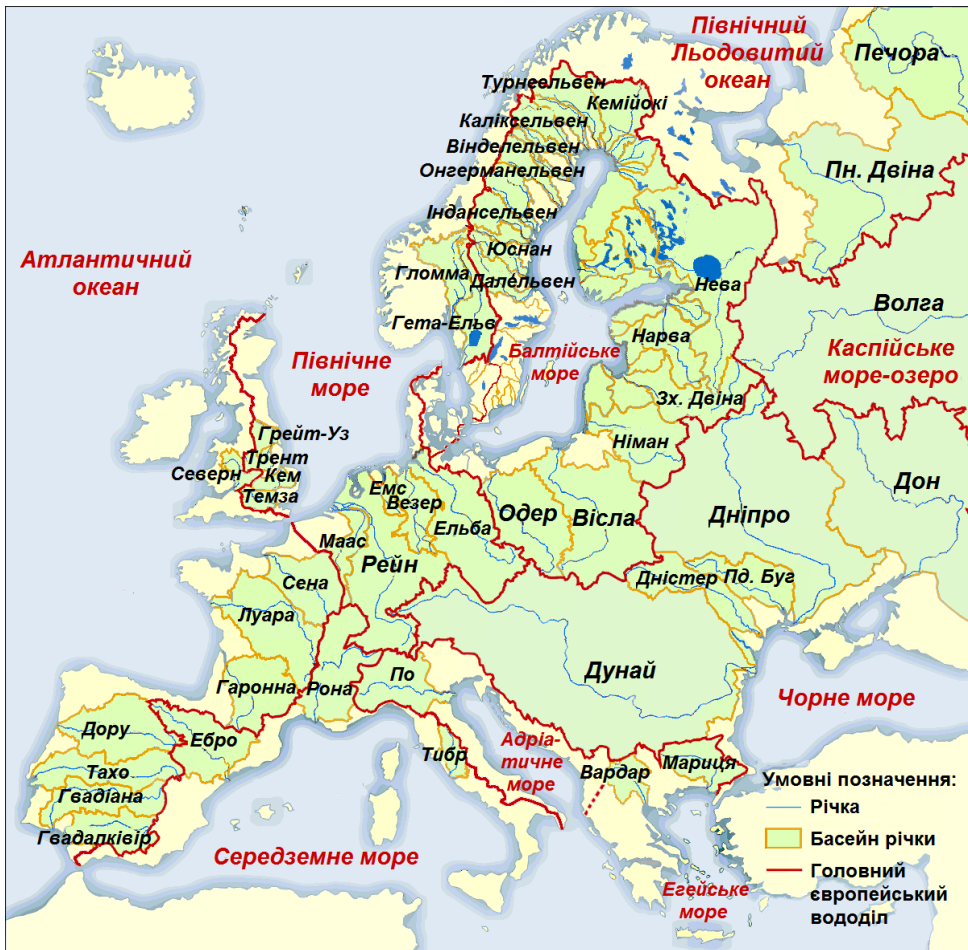 Північний
Льодовитий
океан
Печора
Турнеельвен
Кемійокі
Каліксельвен
Вінделельвен
Онгерманельвен
Пн. Двіна
Індансельвен
Юснан
Атлантичний
океан
Гломма
Далельвен
Нева
Волга
Гета-Ельв
Нарва
Північне
море
Балтійське
море
Каспійське
море-озеро
Зх. Двіна
Грейт-Уз
Німан
Трент
Северн
Кем
Темза
Емс
Везер
Ельба
Одер
Вісла
Дніпро
Дон
Маас
Рейн
Сена
Дністер
Пд. Буг
Луара
Гаронна
Рона
По
Дунай
Чорне море
Дору
Ебро
Тибр
Адріа-
тичне
море
Вардар
Мариця
Тахо
Гвадіана
Гвадалківір
Середземне море
Егейське
море
Умовні позначення:
Річка
Басейн річки
Головний
європейський
вододіл